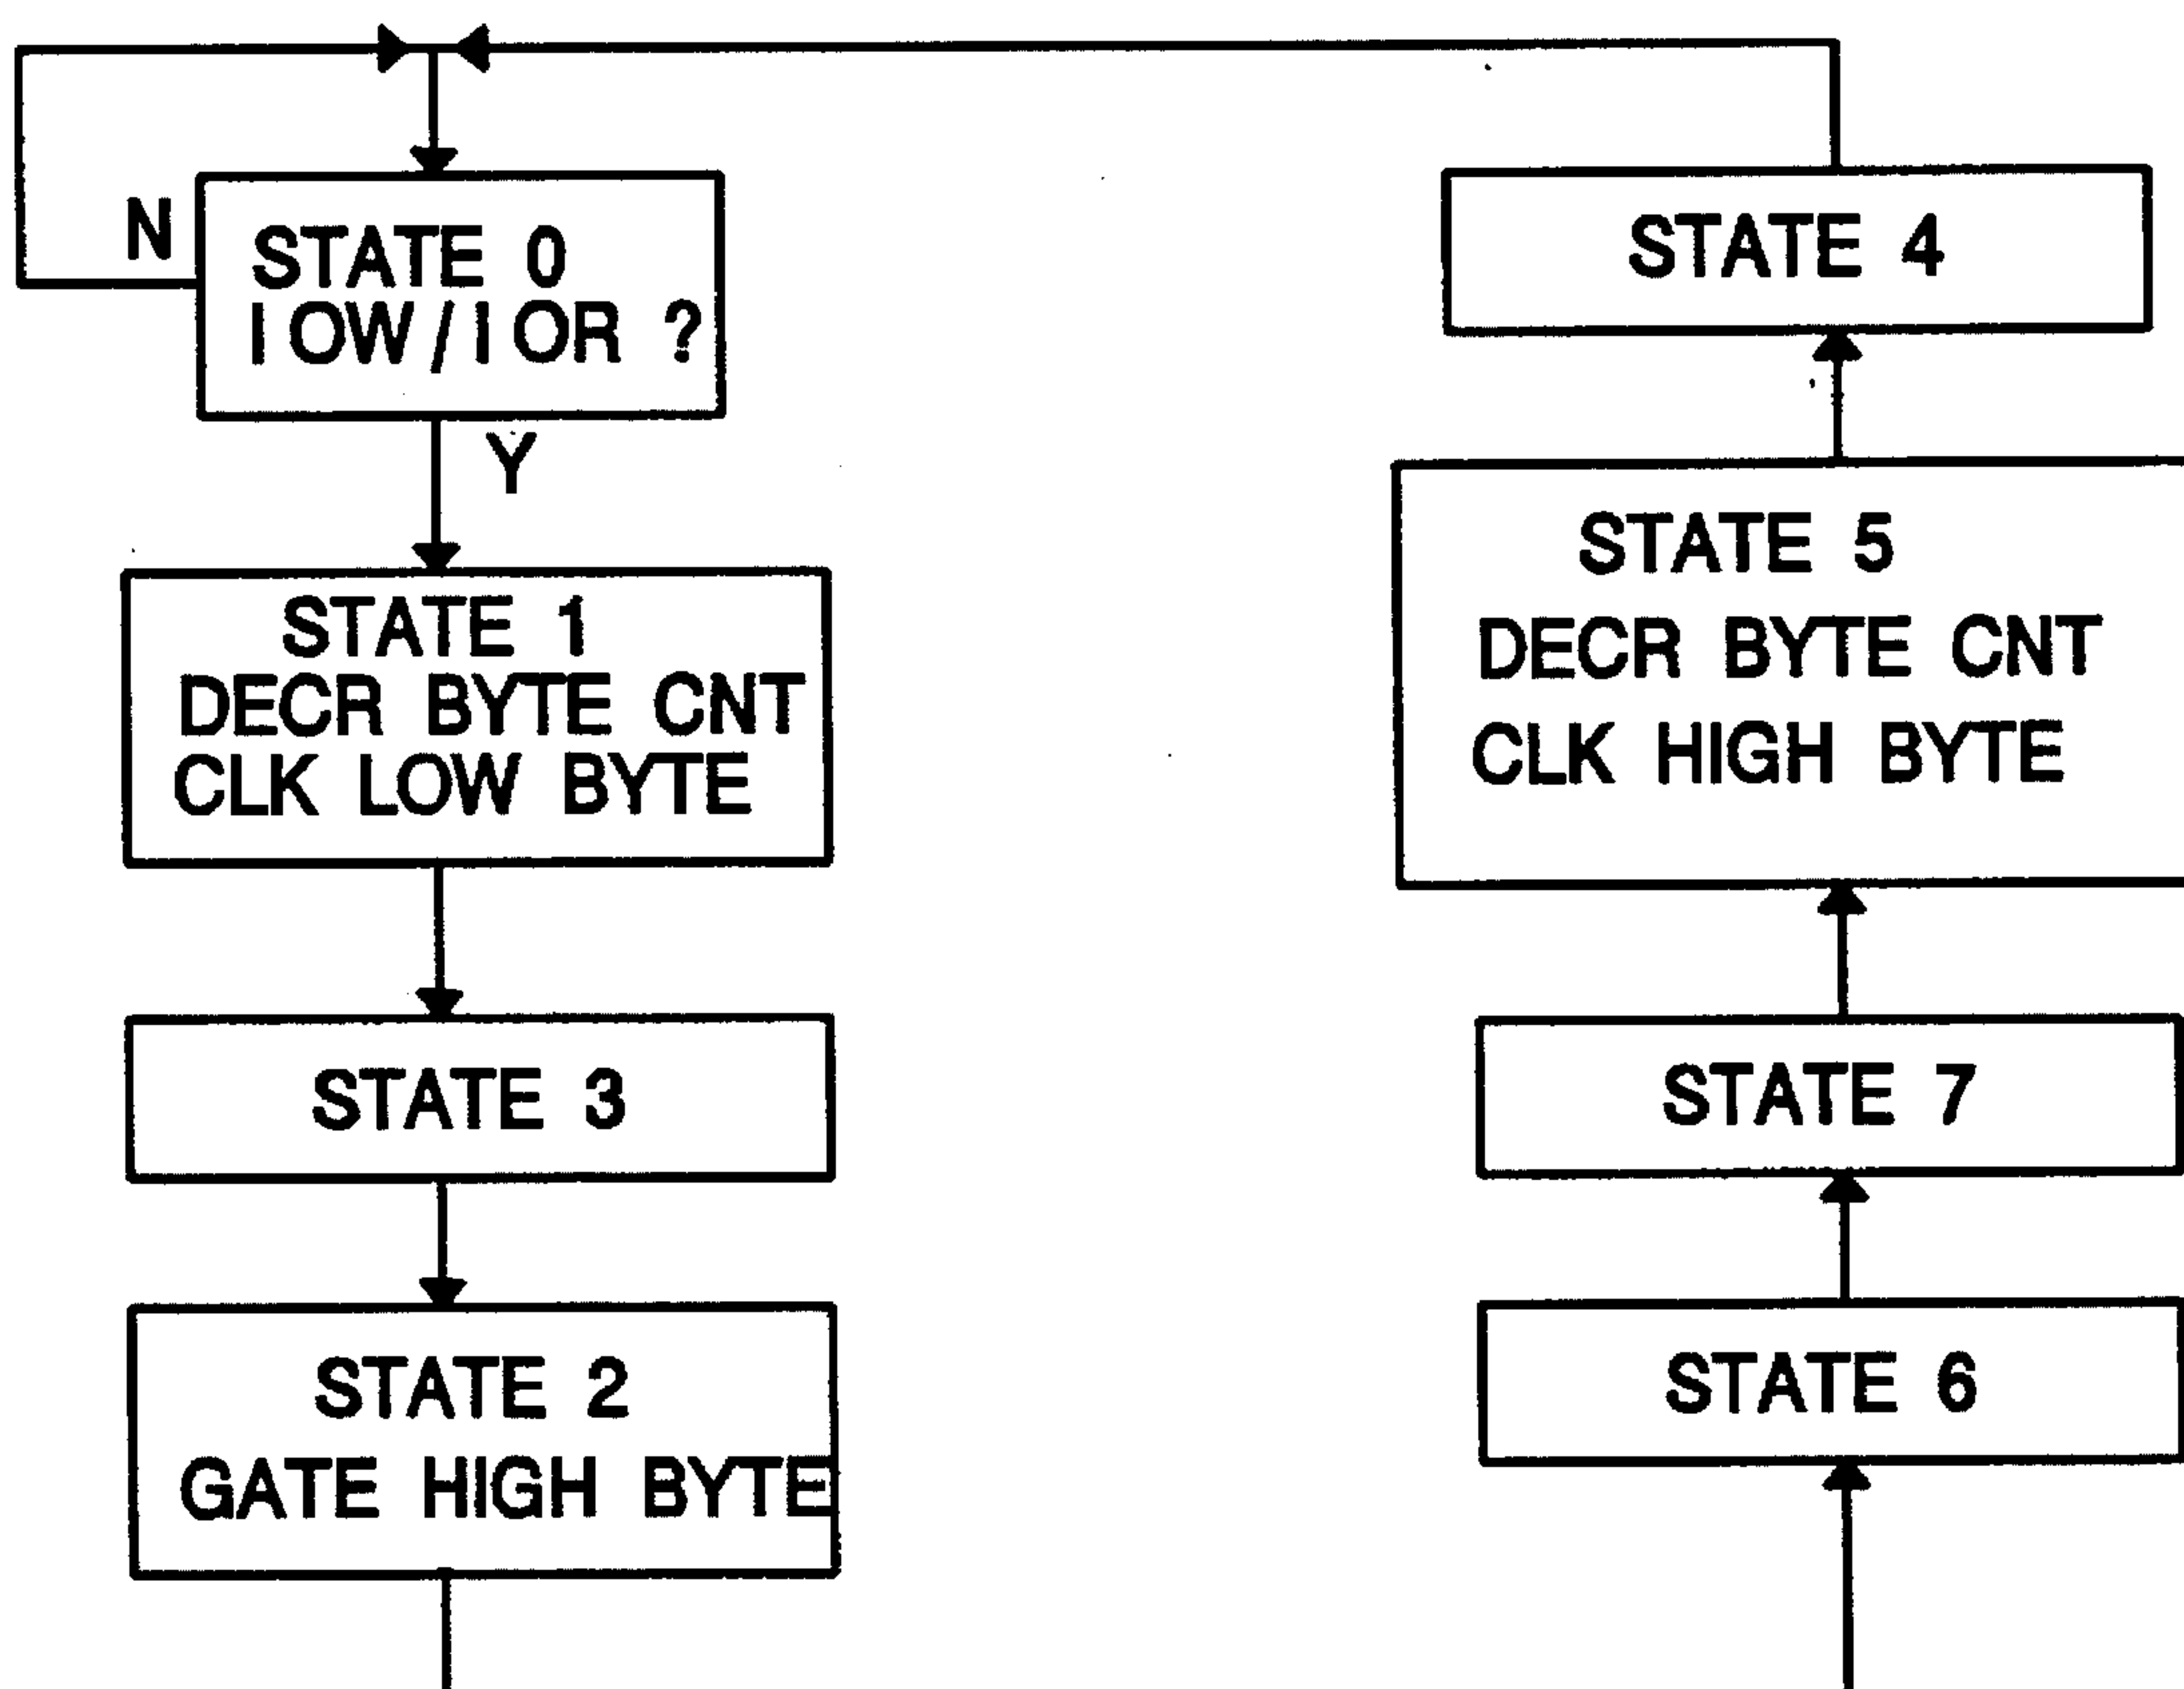 N
STATE 0
IOW/IOR ?
Y
STATE 1
DECR BYTE CNT
CLK LOW BYTE
STATE 3
STATE 2
GATE HIGH BYTE
STATE 4
STATE 5
DECR BYTE CNT
CLK HIGH BYTE
STATE 7
STATE 6